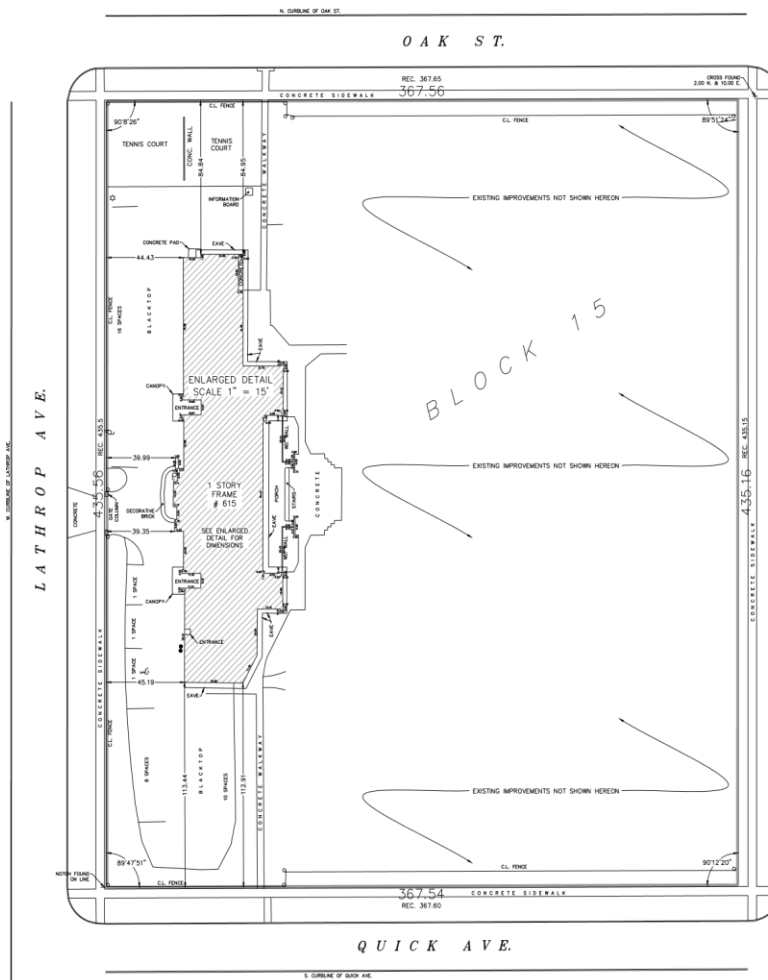 N. CURBLINE OF OAK ST.
OAK ST.
REC. 367.65
367.56
CONCRETE SIDEWALK
CROSS FOUND
2.00 N. & 10.00 E.
C.L. FENCE
C.L. FENCE
90°8'26"
89°51'24"
TENNIS COURT
CONC. WALL
TENNIS
COURT
84.84
84.95
CONCRETE WALKWAY
INFORMATION
BOARD
EXISTING IMPROVEMENTS NOT SHOWN HEREON
CONCRETE PAD
EAVE
44.43
C.L. FENCE
16 SPACES
BLACKTOP
EAVE
BLOCK 15
ENLARGED DETAIL
SCALE 1" = 15'
CANOPY
ENTRANCE
LATHROP AVE.
W. CURBLINE OF LATHROP AVE.
REC. 435.5
435.56
REC. 435.15
435.16
39.99
EXISTING IMPROVEMENTS NOT SHOWN HEREON
1 STORY
FRAME
# 615
PORCH
STAIRS
CONCRETE
CONCRETE
GATE
COLUMN
DECORATIVE
BRICK
39.35
SEE ENLARGED
DETAIL FOR
DIMENSIONS
EAVE
CONCRETE SIDEWALK
ENTRANCE
CANOPY
1 SPACE
1 SPACE
1 SPACE
ENTRANCE
EAVE
CONCRETE SIDEWALK
45.19
EAVE
C.L. FENCE
8 SPACES
BLACKTOP
10 SPACES
113.44
112.91
CONCRETE WALKWAY
EXISTING IMPROVEMENTS NOT SHOWN HEREON
89°47'51"
90°12'20"
NOTCH FOUND
ON LINE
C.L. FENCE
C.L. FENCE
367.54
CONCRETE SIDEWALK
REC. 367.60
QUICK AVE.
S. CURBLINE OF QUICK AVE.